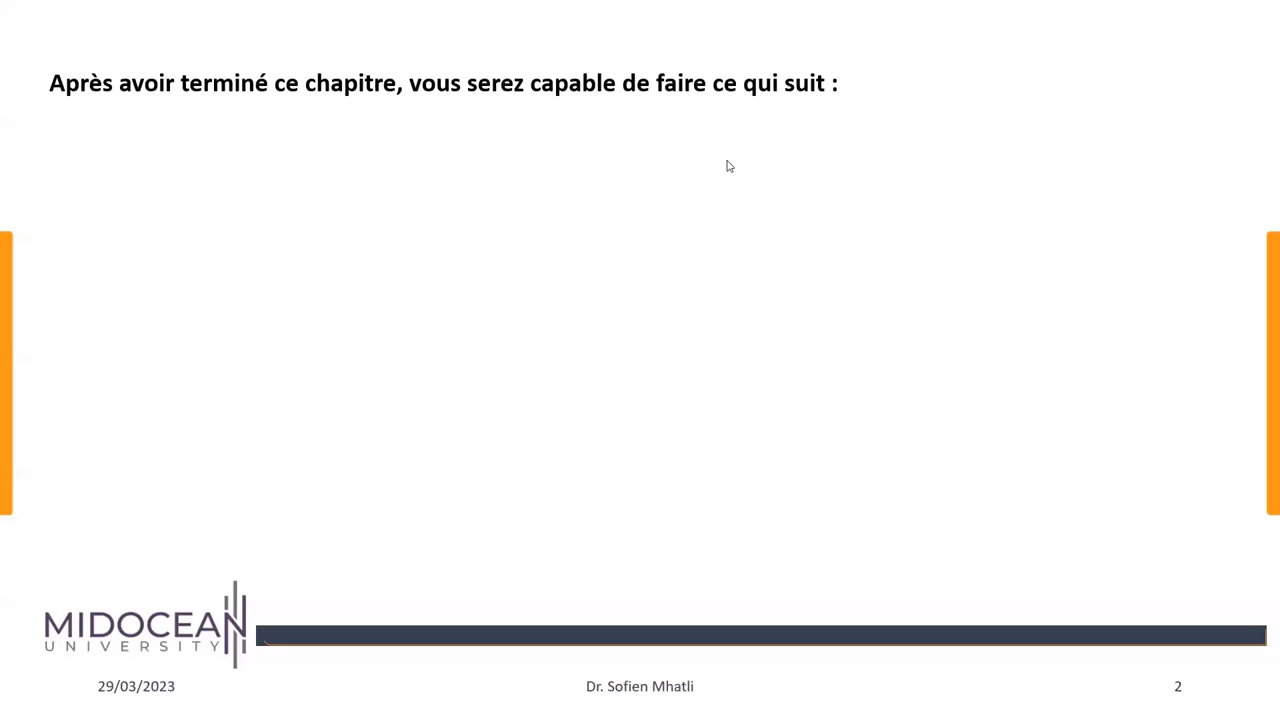 Après avoir terminé ce chapitre, vous serez capable de faire ce qui suit :
MIDOCEAN
UNIVERSITY
29/03/2023
Dr. Sofien Mhatli
2